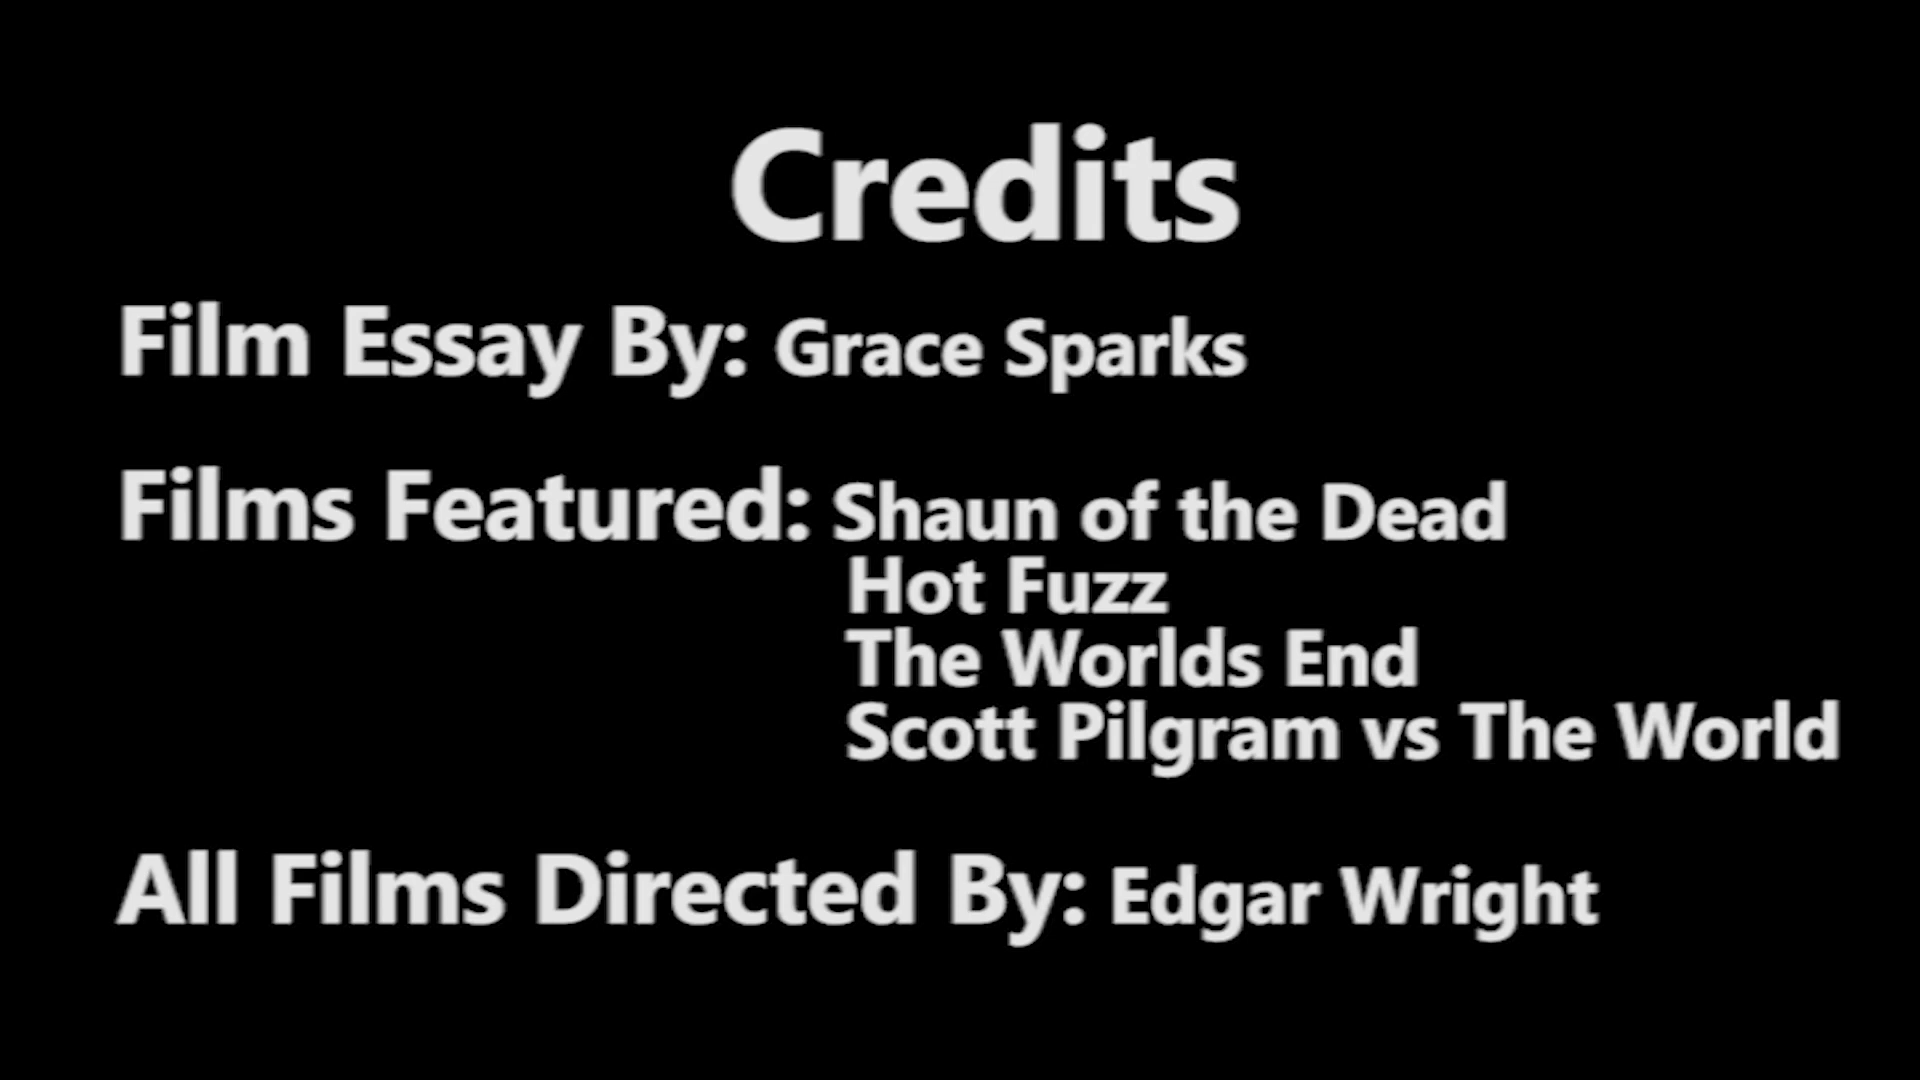 Credits
Film Essay By: Grace Sparks
Films Featured: Shaun of the Dead
Hot Fuzz
The Worlds End
Scott Pilgram vs The World
All Films Directed By: Edgar Wright